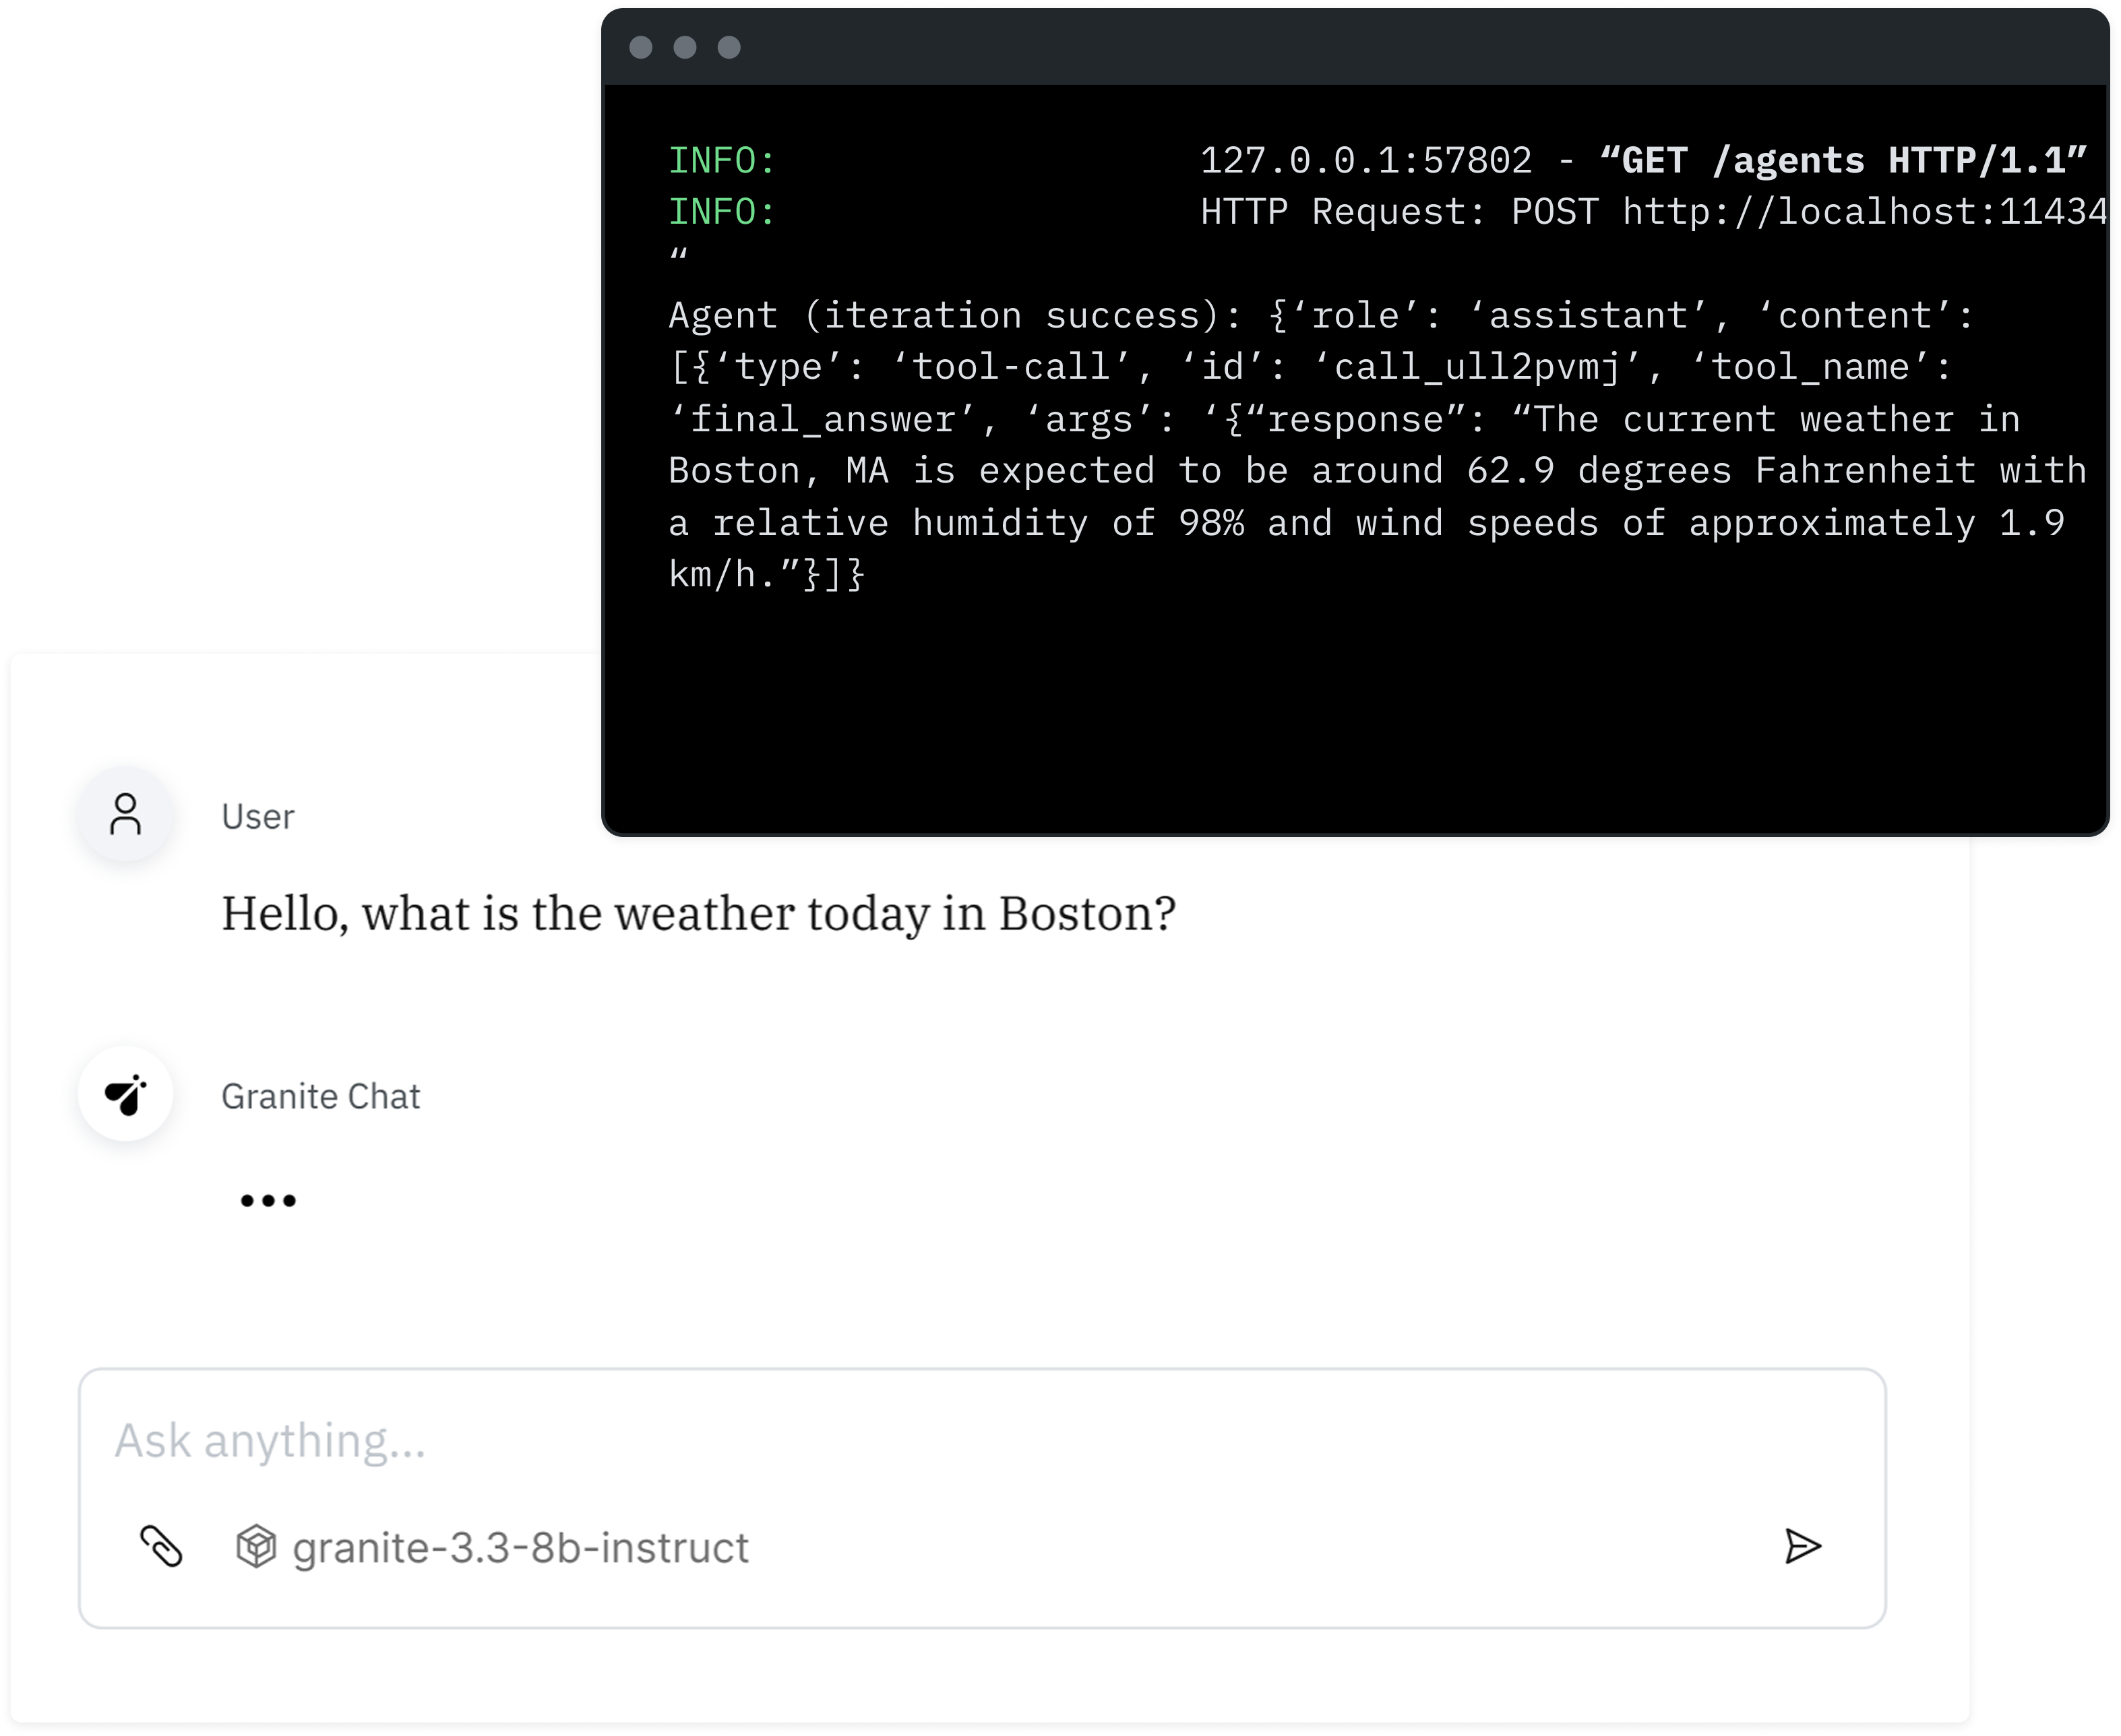 INFO: 127.0.0.1:57802 - “GET /agents HTTP/1.1”
INFO: HTTP Request: POST http://localhost:11434
“
Agent (iteration success): {‘role’: ‘assistant’, ‘content’:
[{‘type’: ‘tool-call’, ‘id’: ‘call_ull2pvmj’, ‘tool_name’:
‘final_answer’, ‘args’: ‘{“response”: “The current weather in
Boston, MA is expected to be around 62.9 degrees Fahrenheit with
a relative humidity of 98% and wind speeds of approximately 1.9
km/h.”}]}
User
Hello, what is the weather today in Boston?
Granite Chat
Ask anything...
granite-3.3-8b-instruct